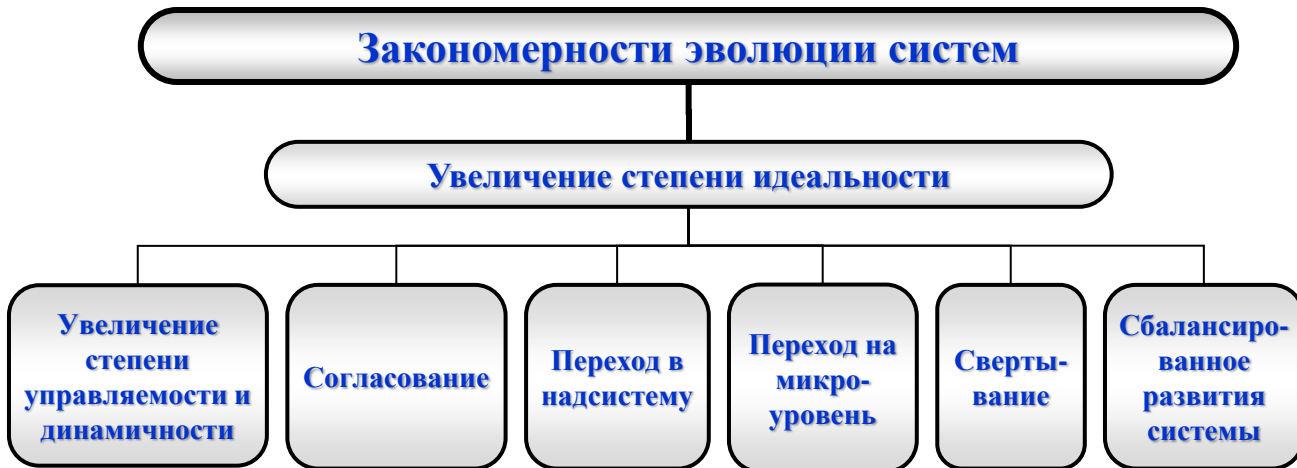 Закономерности эволюции систем
Увеличение степени идеальности
Увеличение
степени
управляемости и
динамичности
Согласование
Переход в
надсистему
Переход на
микро-
уровень
Сверты-
вание
Сбалансиро-
ванное
развития
системы